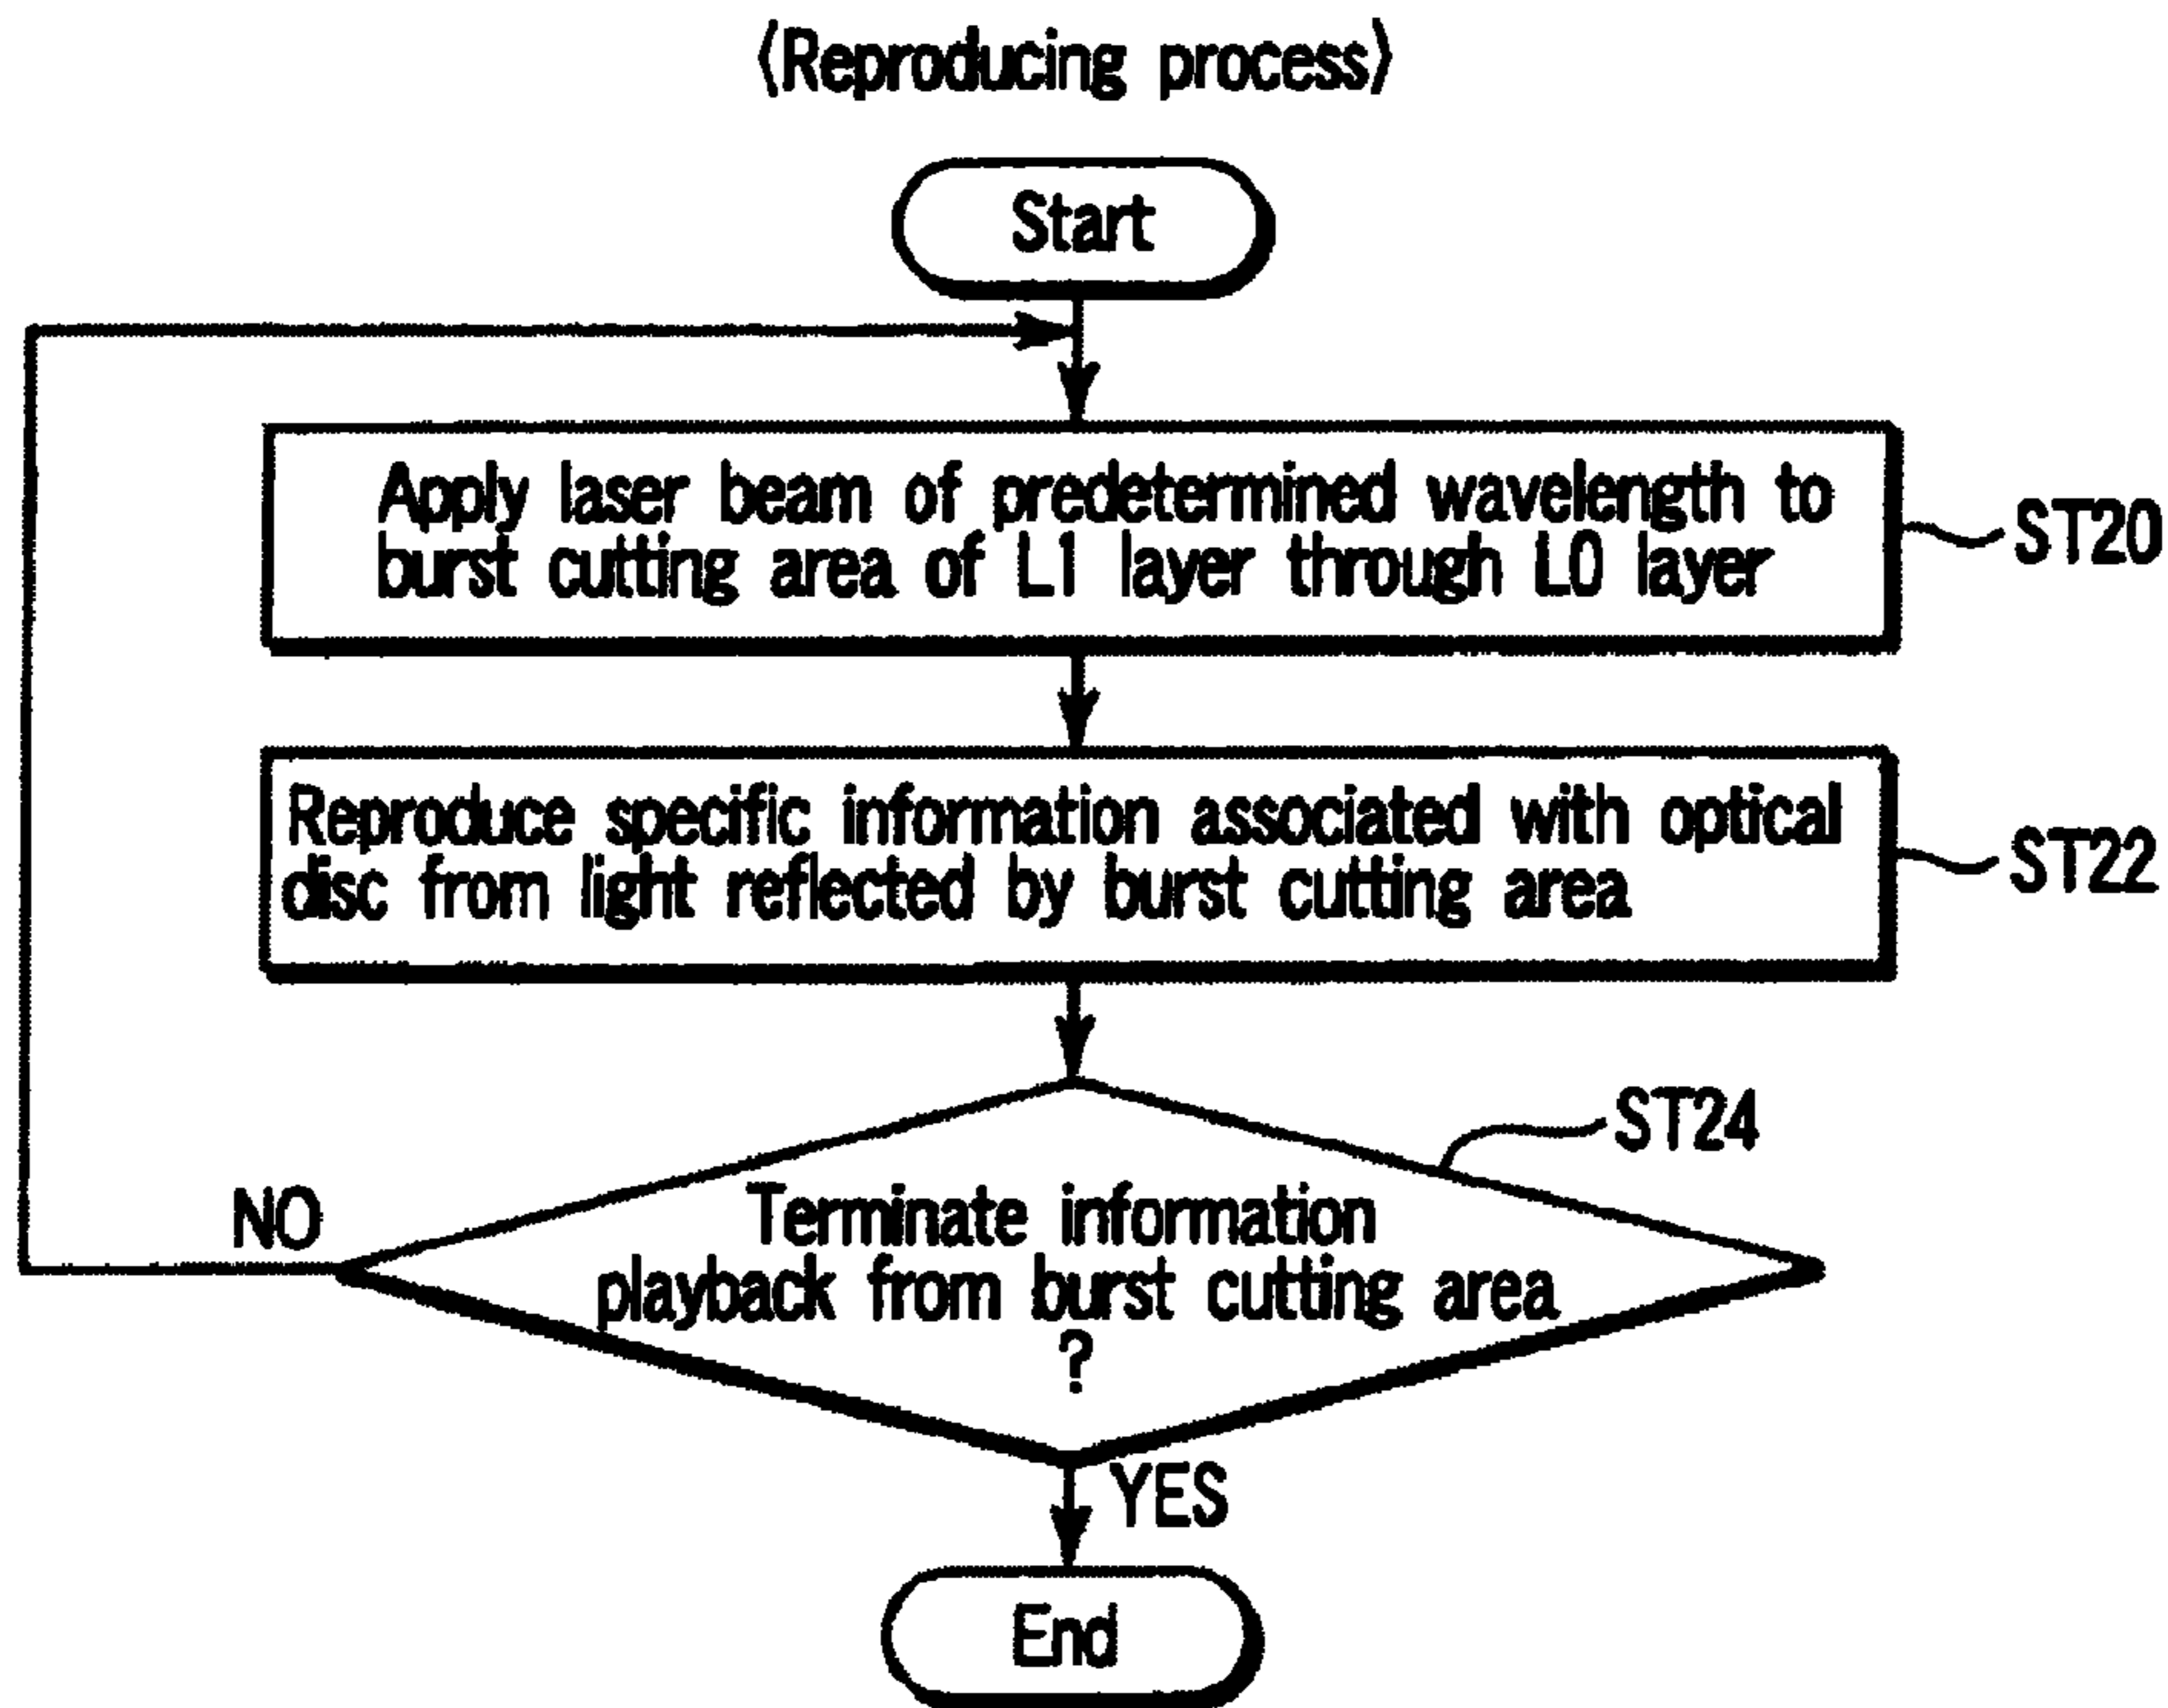 (Reproducing process)
Start
Apply laser beam of predetermined wavelength to
burst cutting area of L1 layer through L0 layer
ST20
Reproduce specific information associated with optical
disc from light reflected by burst cutting area
ST22
ST24
NO
Terminate information
playback from burst cutting area
?
YES
End